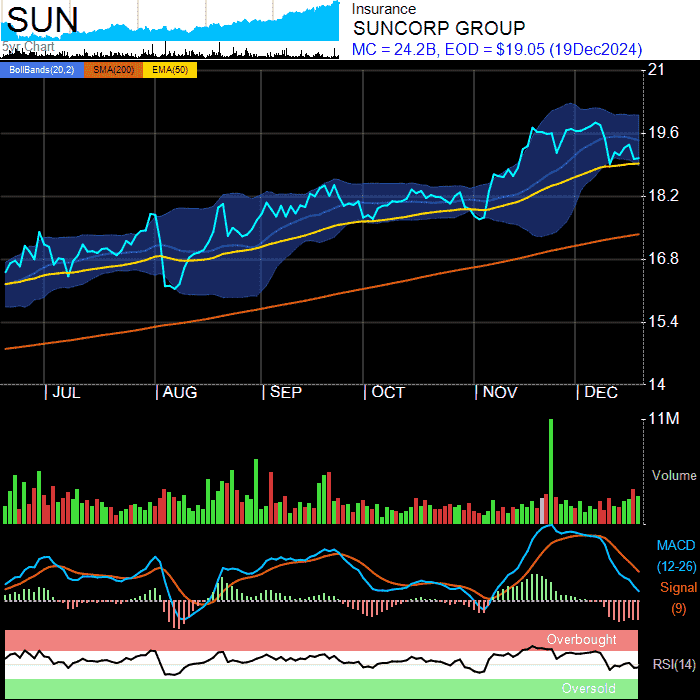 SUN
5yr Chart
Insurance
SUNCORP GROUP
MC = 24.2B, EOD = $19.05 (19Dec2024)
BollBands(20,2) SMA(200) EMA(50)
21
19.6
18.2
16.8
15.4
14
| JUL | AUG | SEP | OCT | NOV | DEC
11M
Volume
MACD
(12-26)
Signal
(9)
Overbought
RSI(14)
Oversold